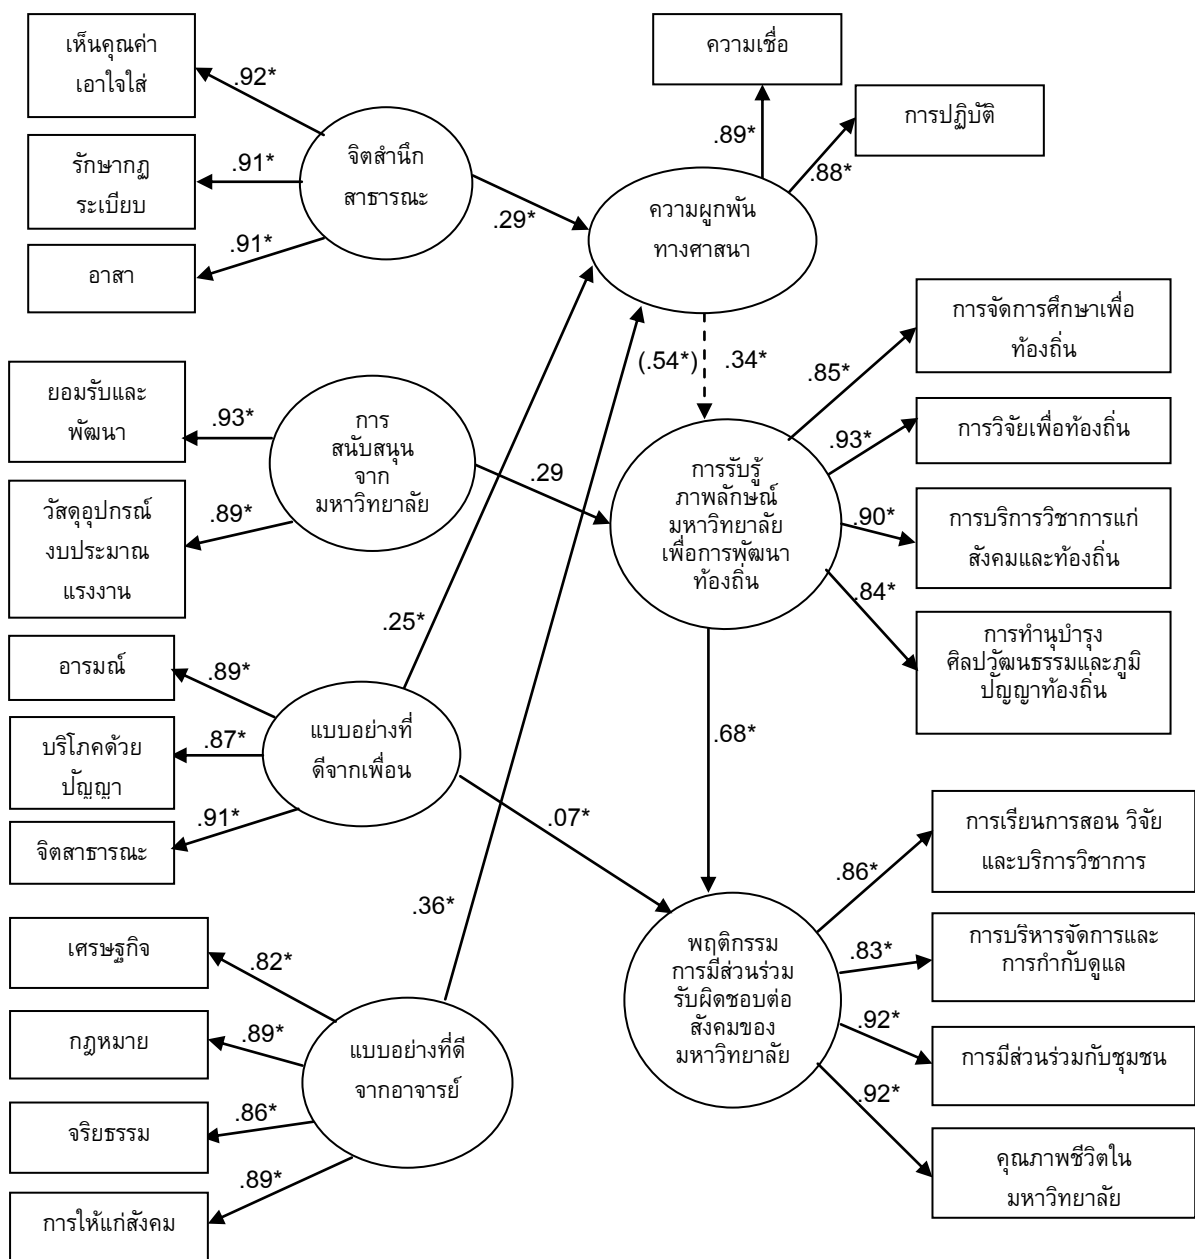 เห็นคุณค่า
เอาใจใส่
.92*
รักษากฏ
ระเบียบ
.91*
อาสา
.91*
จิตสำนึก
สาธารณะ
.29*
ความเชื่อ
.89*
การปฏิบัติ
.88*
ความผูกพัน
ทางศาสนา
(.54*)
.34*
ยอมรับและ
พัฒนา
.93*
วัสดุอุปกรณ์
งบประมาณ
แรงงาน
.89*
การ
สนับสนุน
จาก
มหาวิทยาลัย
.29
การรับรู้
ภาพลักษณ์
มหาวิทยาลัย
เพื่อการพัฒนา
ท้องถิ่น
.85*
การจัดการศึกษาเพื่อ
ท้องถิ่น
.93*
การวิจัยเพื่อท้องถิ่น
.90*
การบริการวิชาการแก่
สังคมและท้องถิ่น
.84*
การทำนุบำรุง
ศิลปวัฒนธรรมและภูมิ
ปัญญาท้องถิ่น
อารมณ์
.89*
บริโภคด้วย
ปัญญา
.87*
จิตสาธารณะ
.91*
แบบอย่างที่
ดีจากเพื่อน
.25*
.07*
.68*
เศรษฐกิจ
.82*
กฎหมาย
.89*
จริยธรรม
.86*
การให้แก่สังคม
.89*
แบบอย่างที่ดี
จากอาจารย์
.36*
พฤติกรรม
การมีส่วนร่วม
รับผิดชอบต่อ
สังคมของ
มหาวิทยาลัย
.86*
การเรียนการสอน วิจัย
และบริการวิชาการ
.83*
การบริหารจัดการและ
การกำกับดูแล
.92*
การมีส่วนร่วมกับชุมชน
.92*
คุณภาพชีวิตใน
มหาวิทยาลัย